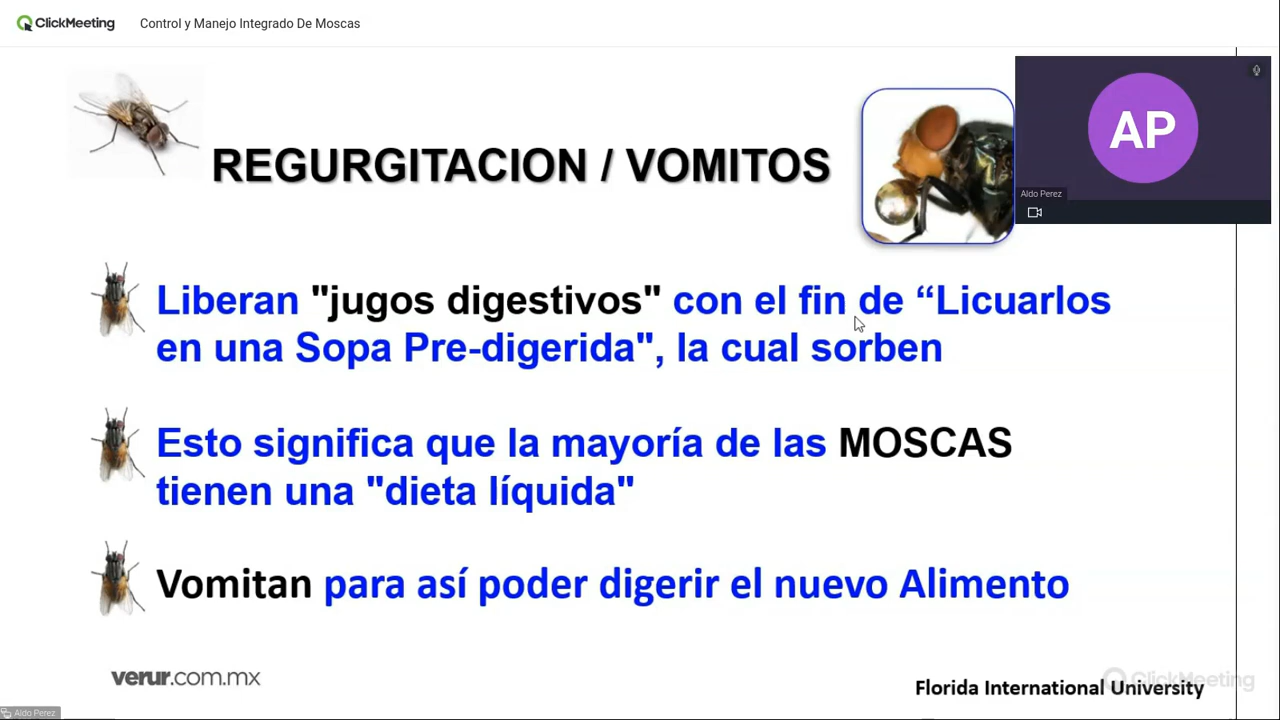 ClickMeeting
Control y Manejo Integrado De Moscas
AP
Aldo Perez
REGURGITACION / VOMITOS
Liberan "jugos digestivos" con el fin de “Licuarlos
en una Sopa Pre-digerida", la cual sorben
Esto significa que la mayoría de las MOSCAS
tienen una "dieta líquida"
Vomitan para así poder digerir el nuevo Alimento
verur.com.mx
ClickMeeting
Florida International University
Aldo Perez